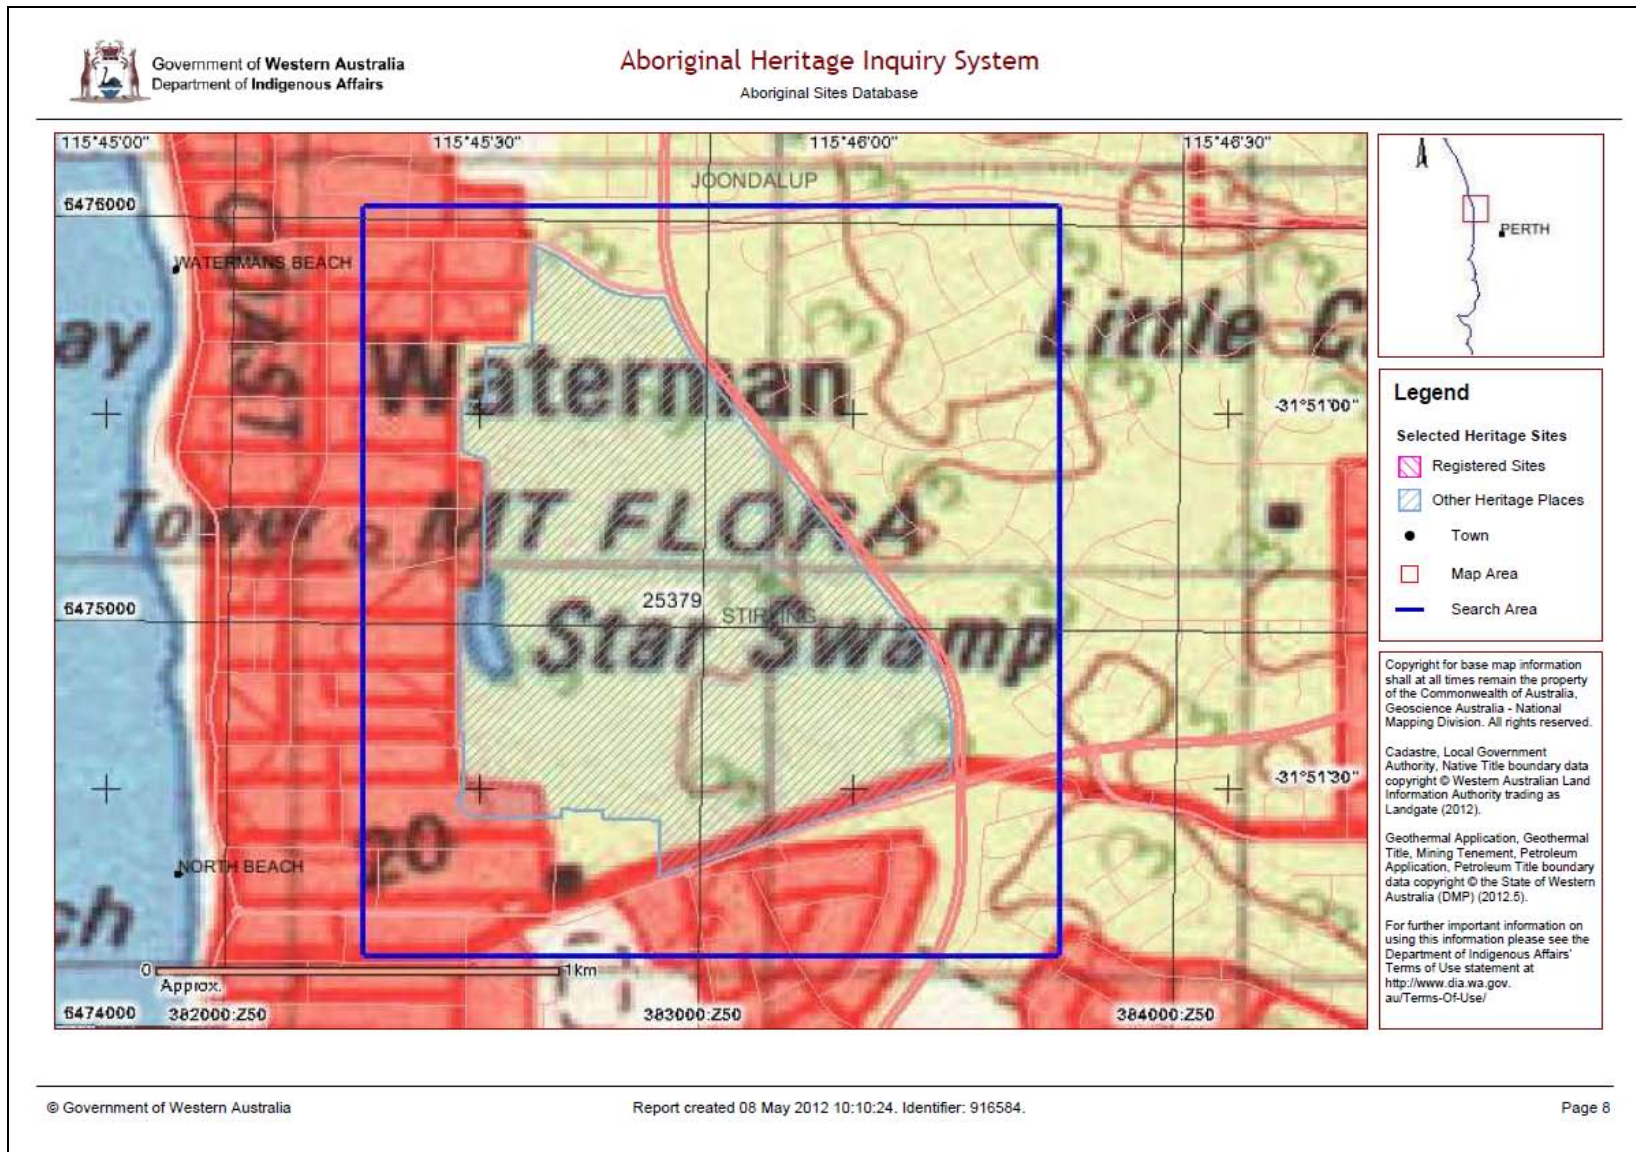 Government of Western Australia
Department of Indigenous Affairs
Aboriginal Heritage Inquiry System
Aboriginal Sites Database
115°45'00"
115°45'30"
115°46'00"
115°46'30"
JOONDALUP
6476000
WATERMANS BEACH
COAST
ay
Waterman
Little
-31°51'00"
Tower
MT FLORA
6475000
25379
STIRLING
Star Swamp
-31°51'30"
20
NORTH BEACH
ch
0
1km
Approx.
6474000
382000:Z50
383000:Z50
384000:Z50
PERTH
Legend
Selected Heritage Sites
Registered Sites
Other Heritage Places
Town
Map Area
Search Area
Copyright for base map information
shall at all times remain the property
of the Commonwealth of Australia,
Geoscience Australia - National
Mapping Division. All rights reserved.
Cadastre, Local Government
Authority, Native Title boundary data
copyright © Western Australian Land
Information Authority trading as
Landgate (2012).
Geothermal Application, Geothermal
Title, Mining Tenement, Petroleum
Application, Petroleum Title boundary
data copyright © the State of Western
Australia (DMP) (2012.5).
For further important information on
using this information please see the
Department of Indigenous Affairs'
Terms of Use statement at
http://www.dia.wa.gov.
au/Terms-Of-Use/
© Government of Western Australia
Report created 08 May 2012 10:10:24. Identifier: 916584.
Page 8